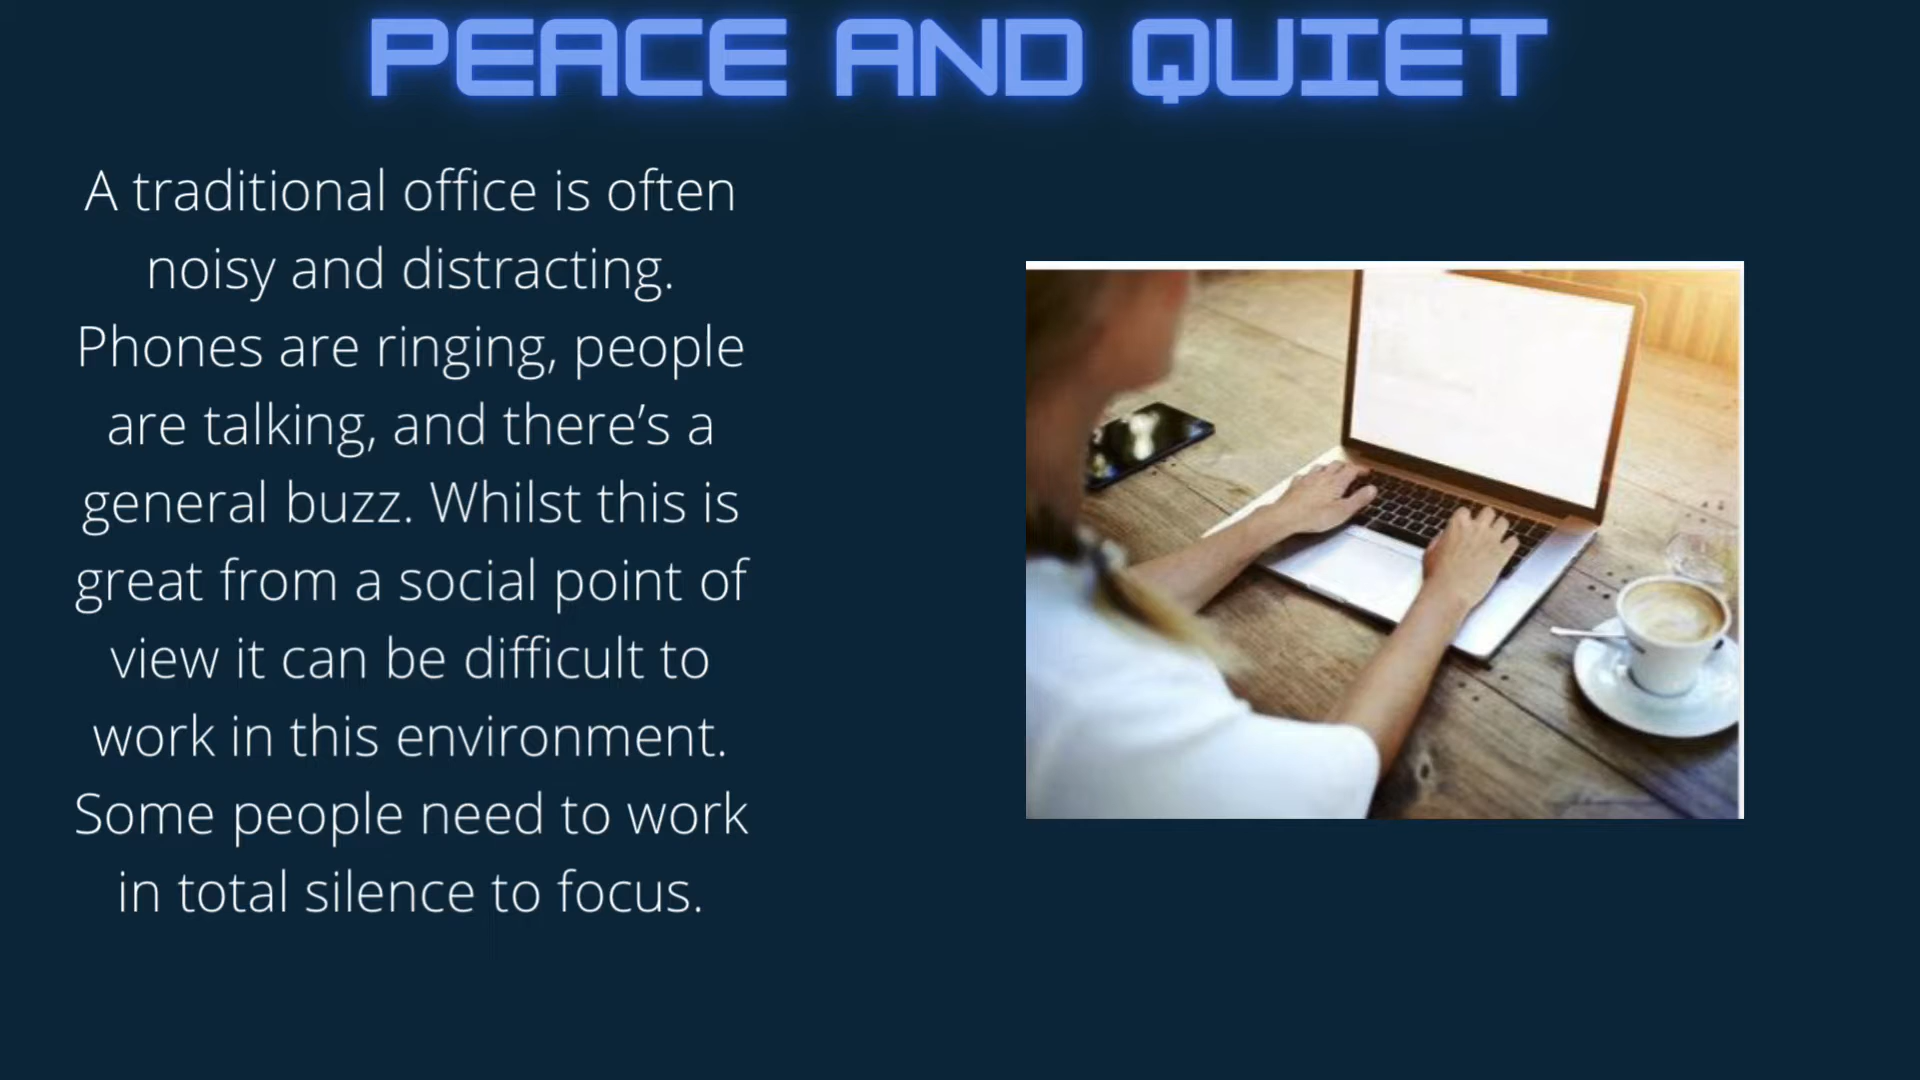 PEACE AND QUIET
A traditional office is often
noisy and distracting.
Phones are ringing, people
are talking, and there’s a
general buzz. Whilst this is
great from a social point of
view it can be difficult to
work in this environment.
Some people need to work
in total silence to focus.